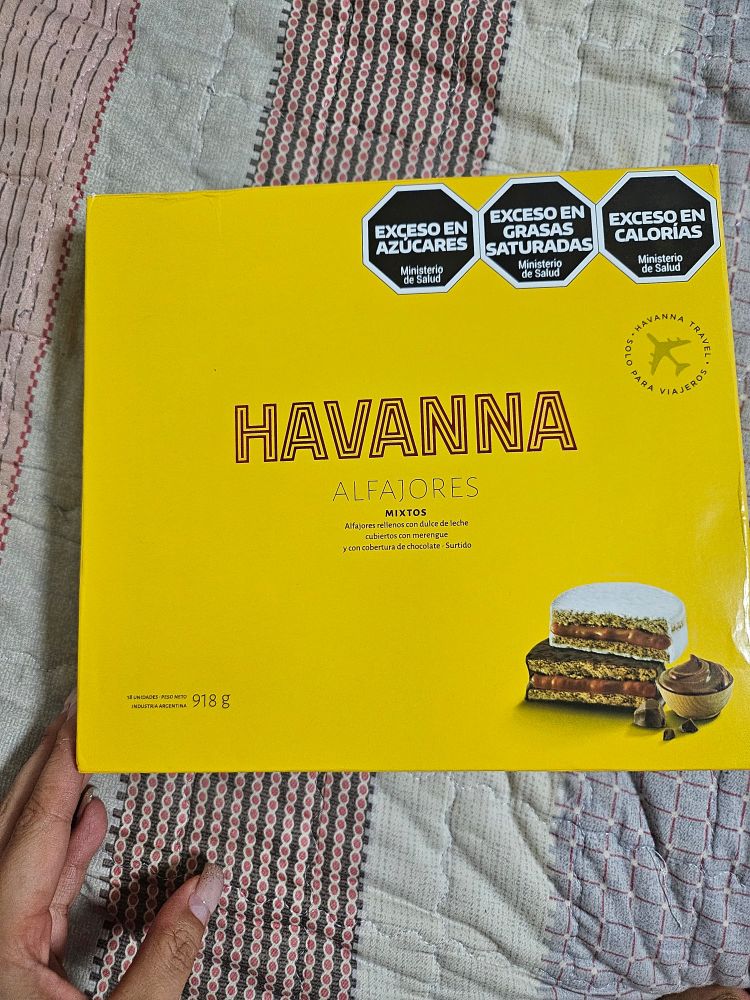 EXCESO EN
AZÚCARES
Ministerio
de Salud
EXCESO EN
GRASAS
SATURADAS
Ministerio
de Salud
EXCESO EN
CALORÍAS
Ministerio
de Salud
HAVANNA TRAVEL
SOLO PARA VIAJEROS
HAVANNA
ALFAJORES
MIXTOS
Alfajores rellenos con dulce de leche
cubiertos con merengue
y con cobertura de chocolate · Surtido
18 UNIDADES · PESO NETO
INDUSTRIA ARGENTINA
918 g